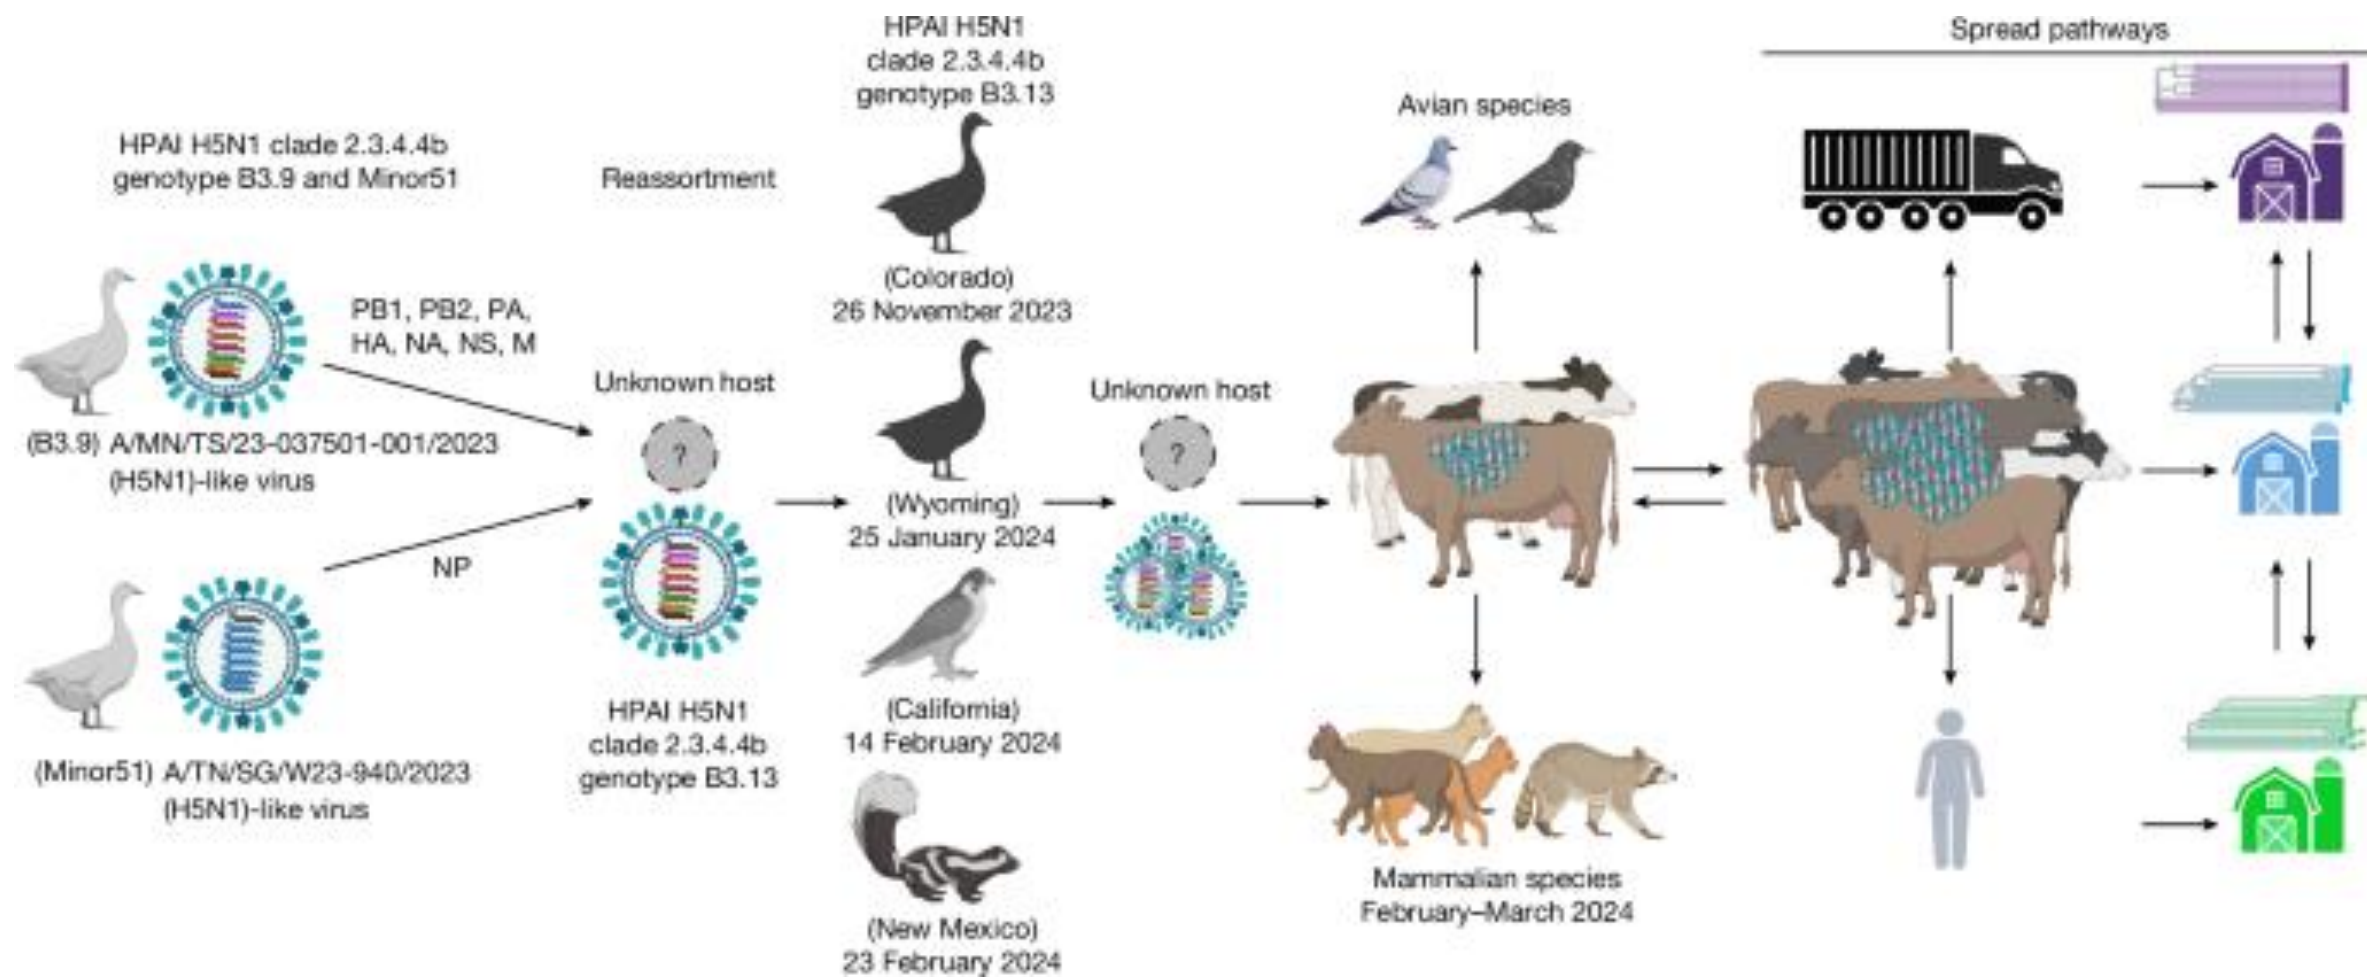 HPAI H5N1 clade 2.3.4.4b
genotype B3.9 and Minor51
PB1, PB2, PA,
HA, NA, NS, M
(B3.9) A/MN/TS/23-037501-001/2023
(H5N1)-like virus
NP
(Minor51) A/TN/SG/W23-940/2023
(H5N1)-like virus
Reassortment
Unknown host
?
HPAI H5N1
clade 2.3.4.4b
genotype B3.13
HPAI H5N1
clade 2.3.4.4b
genotype B3.13
(Colorado)
26 November 2023
(Wyoming)
25 January 2024
(California)
14 February 2024
(New Mexico)
23 February 2024
Unknown host
?
Avian species
Mammalian species
February–March 2024
Spread pathways